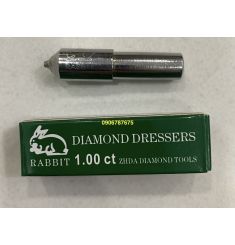 0906787675
DIAMOND DRESSERS
RABBIT 1.00 ct ZHDA DIAMOND TOOLS